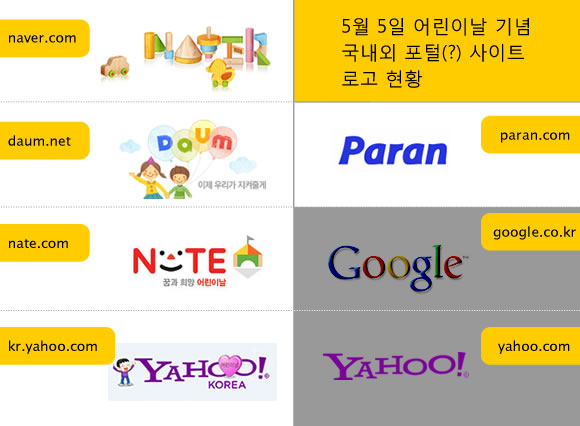 naver.com
NAVER
5월 5일 어린이날 기념
국내외 포털(?) 사이트
로고 현황
daum.net
Daum
이제 우리가 지켜줄게
paran.com
Paran
nate.com
NATE
꿈과 희망 어린이날
google.co.kr
Google™
kr.yahoo.com
YAHOO!®
KOREA
yahoo.com
YAHOO!®